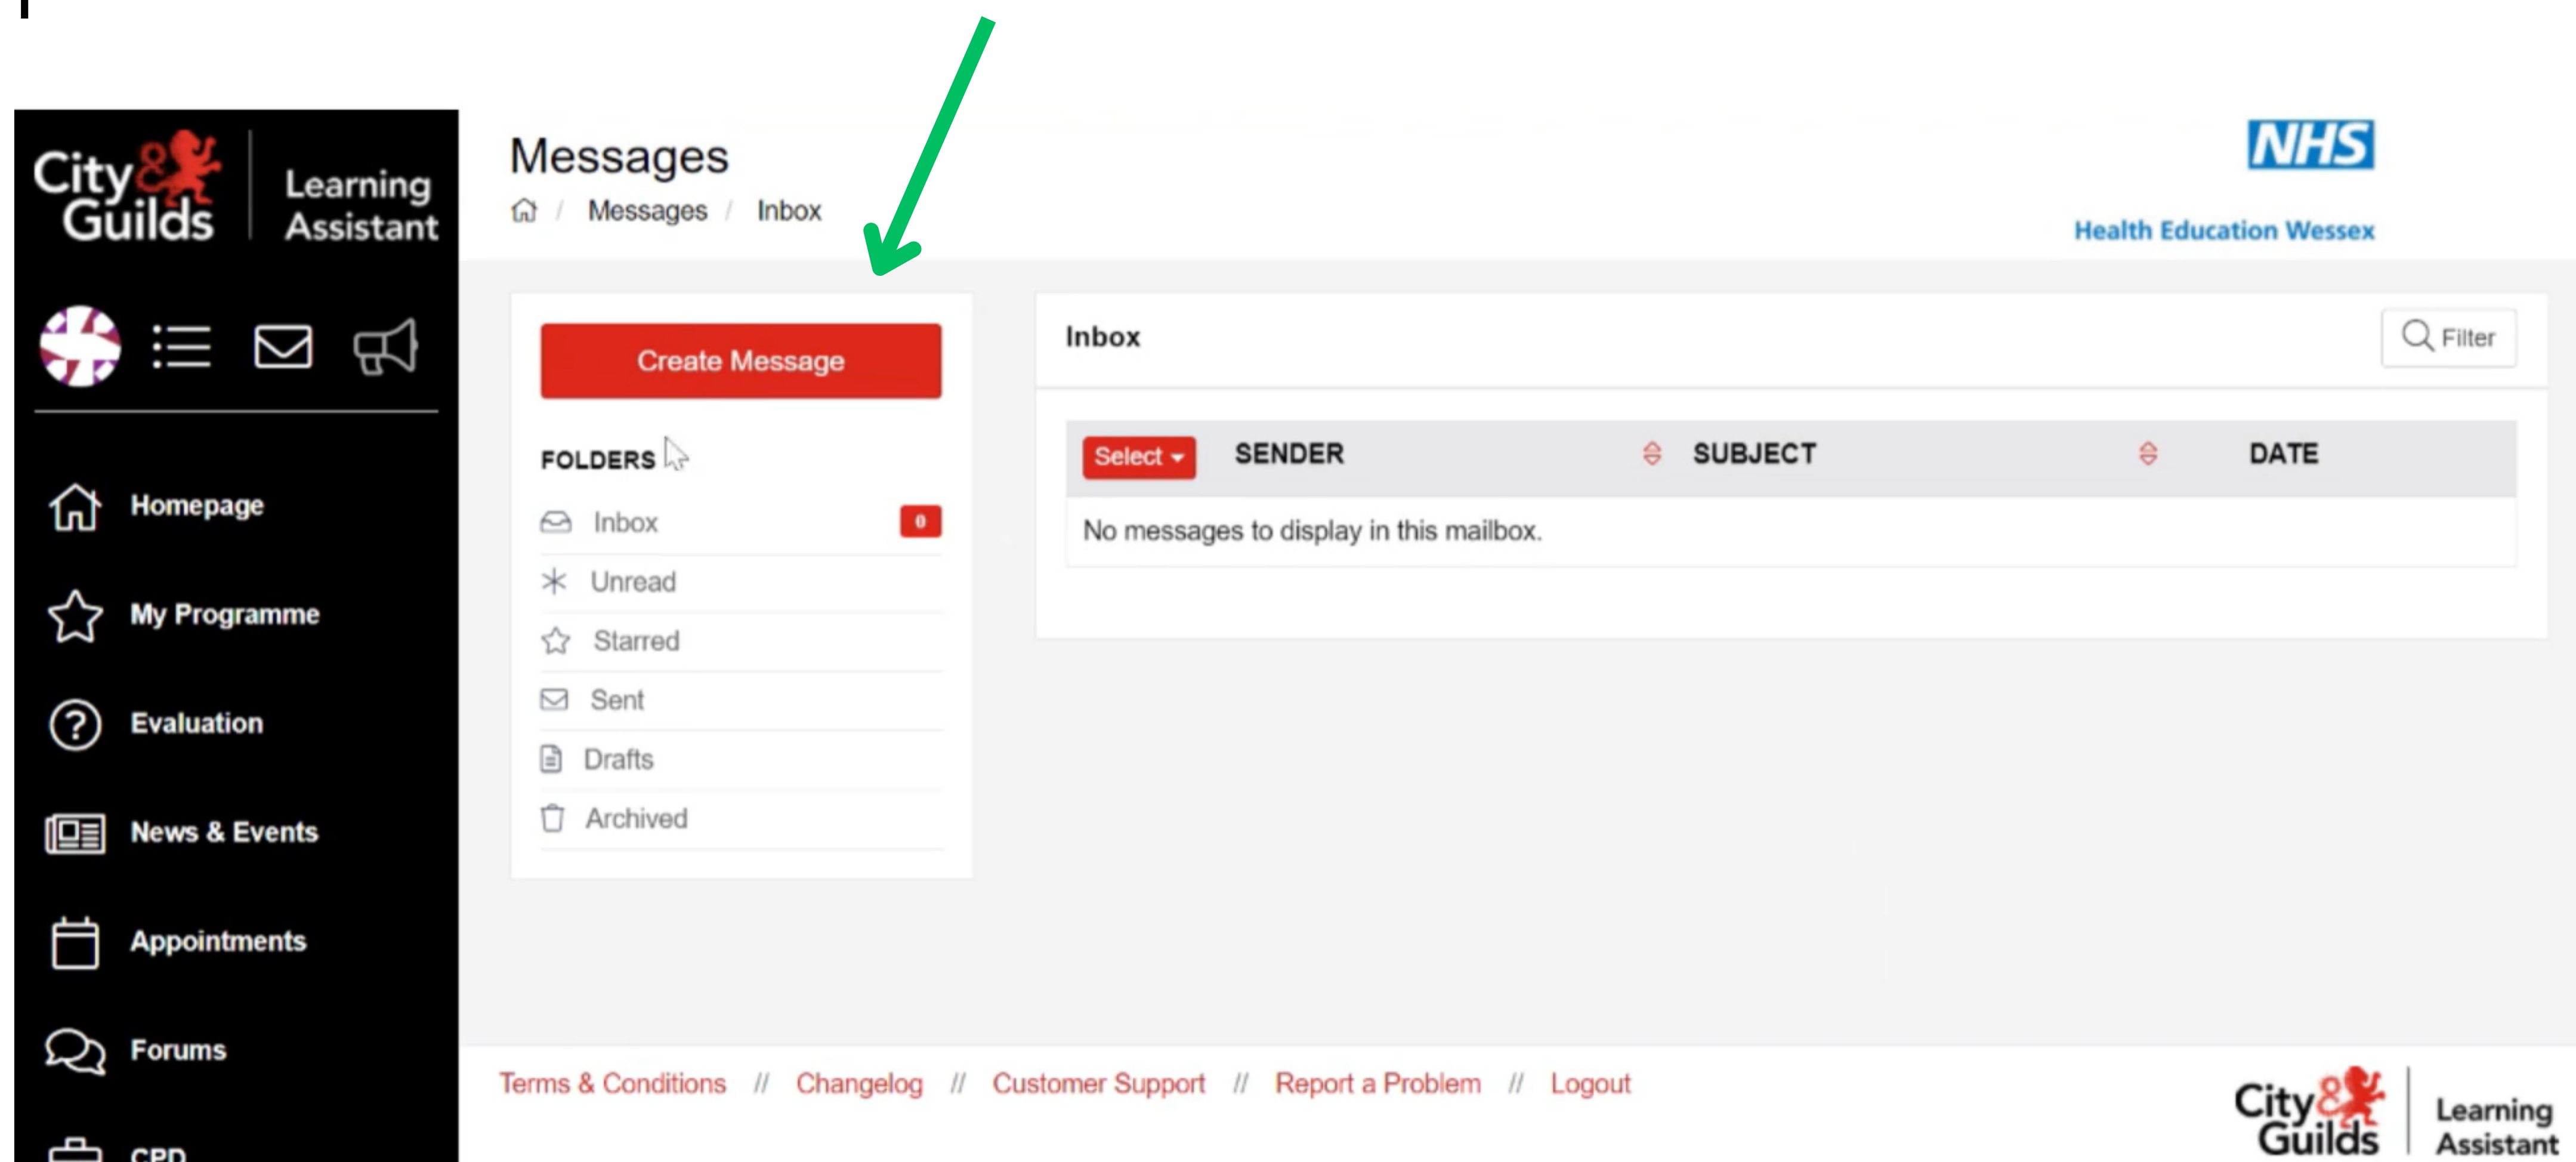 City & Guilds
Learning Assistant
Homepage
My Programme
Evaluation
News & Events
Appointments
Forums
CPD
Messages
/ Messages / Inbox
NHS
Health Education Wessex
Create Message
FOLDERS
Inbox 0
Unread
Starred
Sent
Drafts
Archived
Inbox
Filter
Select SENDER SUBJECT DATE
No messages to display in this mailbox.
Terms & Conditions // Changelog // Customer Support // Report a Problem // Logout
City & Guilds
Learning Assistant